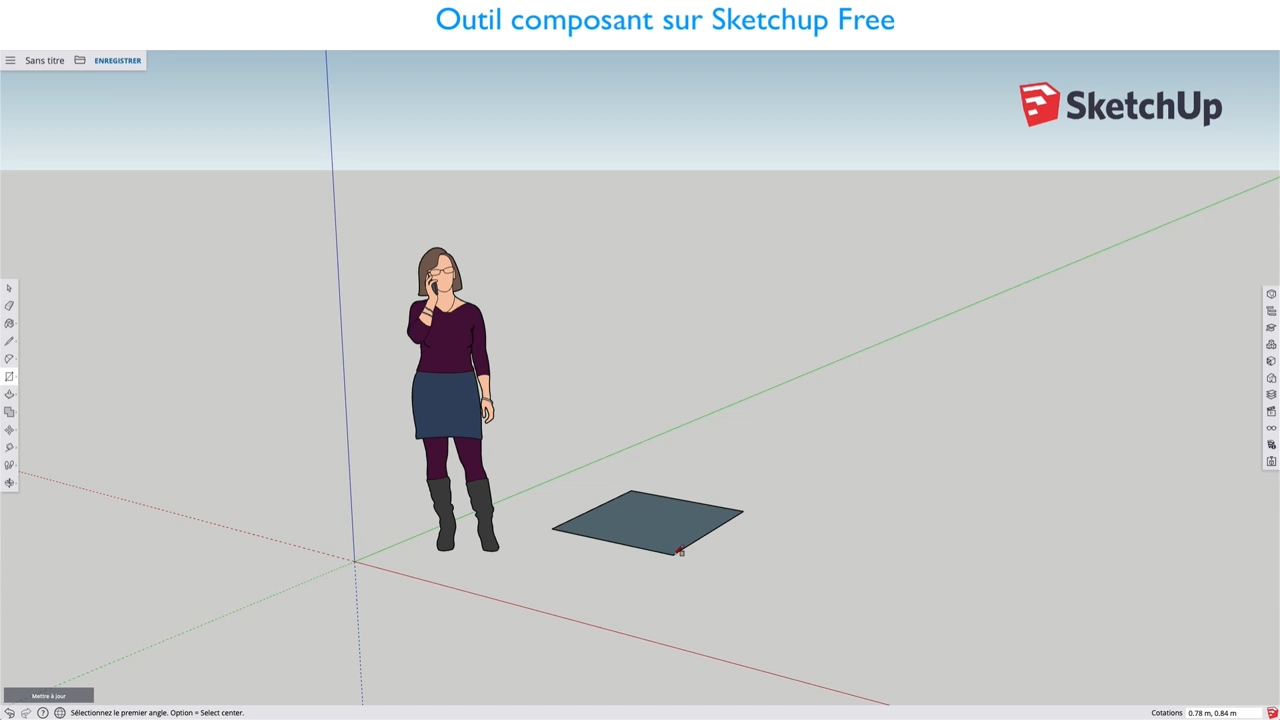 Outil composant sur Sketchup Free
Sans titre
ENREGISTRER
SketchUp
Mettre à jour
Sélectionnez le premier angle. Option = Select center.
Cotations
0.78 m, 0.84 m